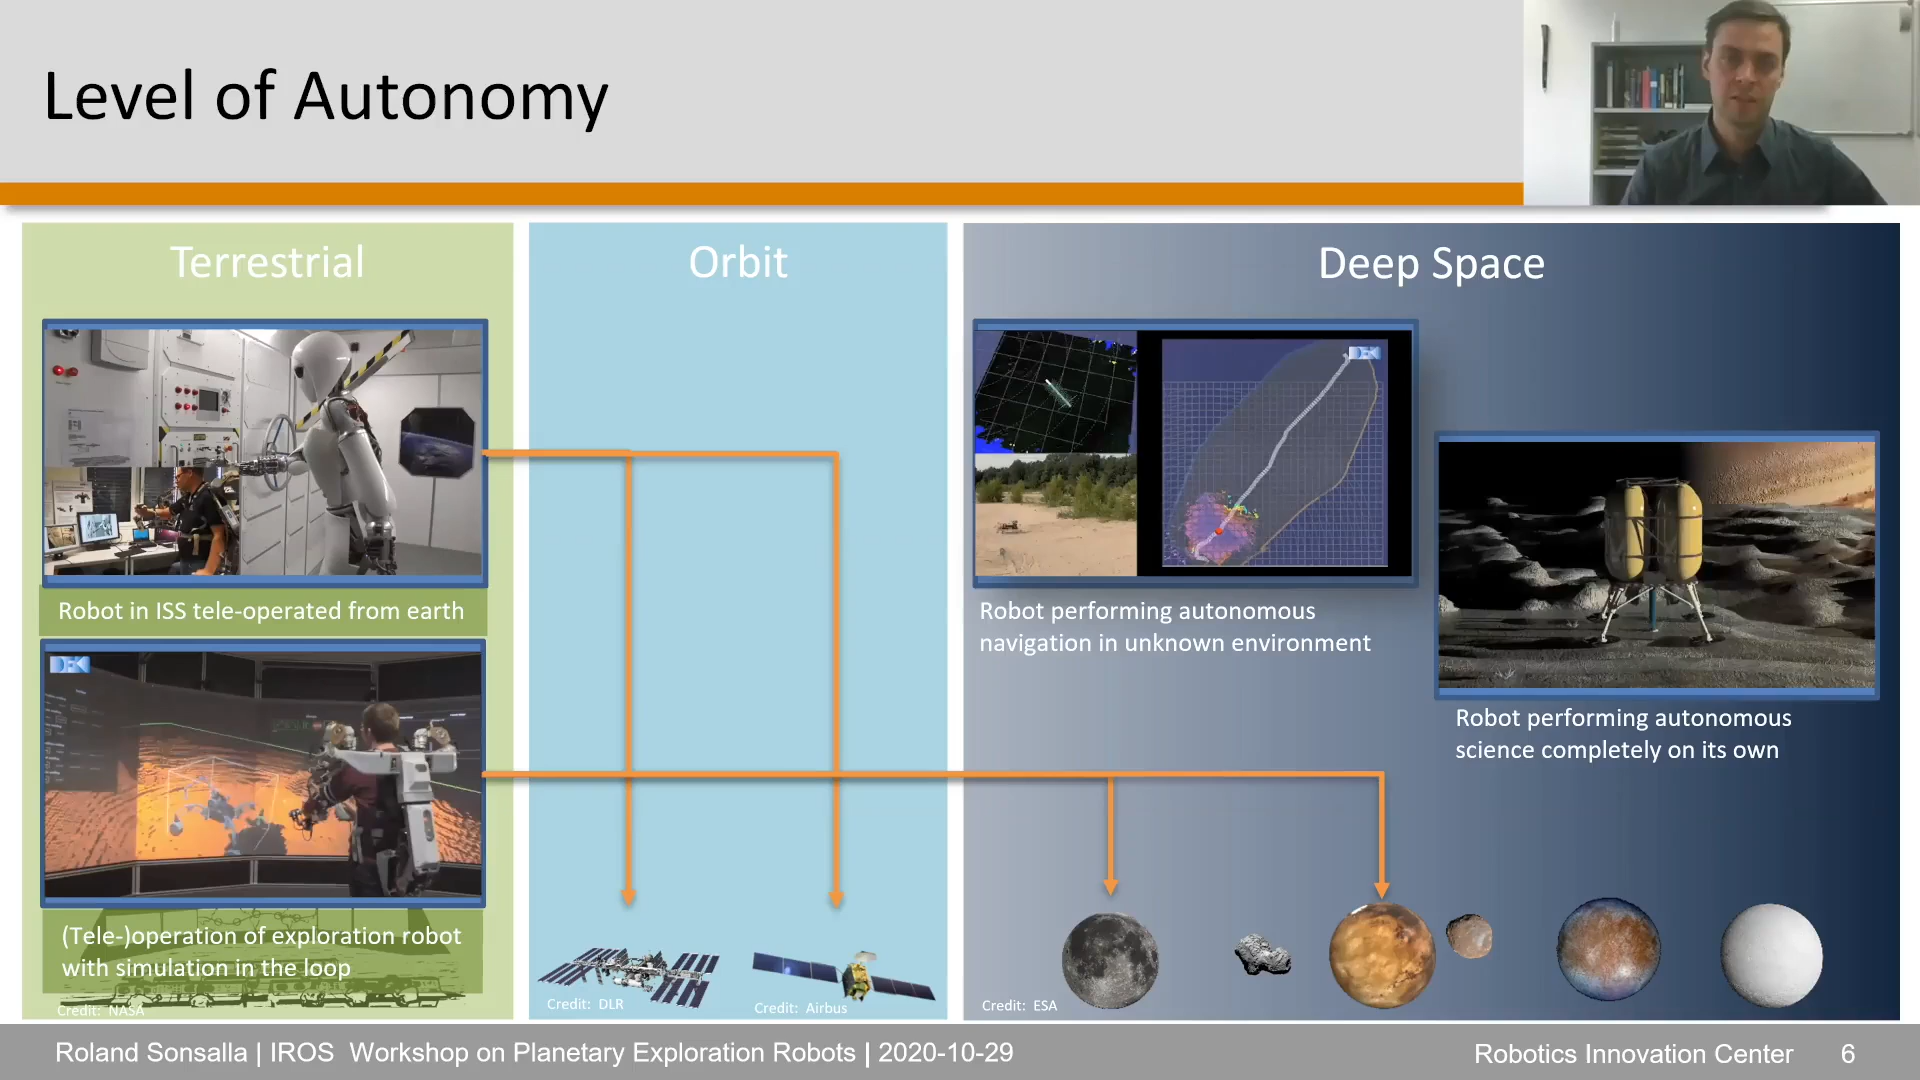 Level of Autonomy
Terrestrial
Orbit
Deep Space
Robot in ISS tele-operated from earth
Robot performing autonomous
navigation in unknown environment
Robot performing autonomous
science completely on its own
(Tele-)operation of exploration robot
with simulation in the loop
Credit: NASA
Credit: DLR
Credit: Airbus
Credit: ESA
Roland Sonsalla | IROS Workshop on Planetary Exploration Robots | 2020-10-29
Robotics Innovation Center 6